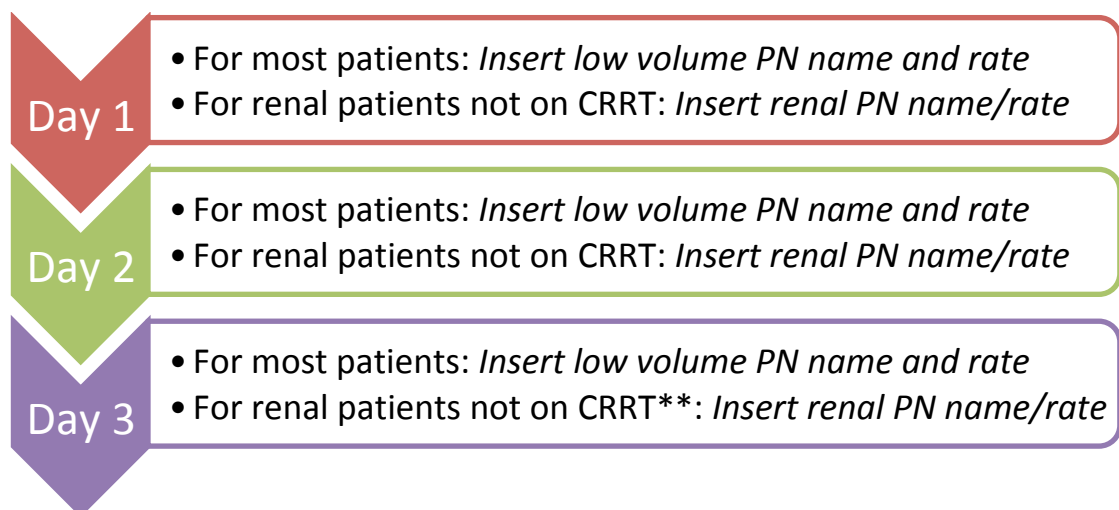 Day 1
• For most patients: Insert low volume PN name and rate
• For renal patients not on CRRT: Insert renal PN name/rate
Day 2
• For most patients: Insert low volume PN name and rate
• For renal patients not on CRRT: Insert renal PN name/rate
Day 3
• For most patients: Insert low volume PN name and rate
• For renal patients not on CRRT**: Insert renal PN name/rate